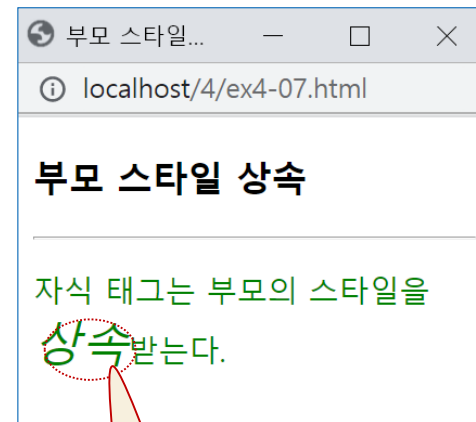 부모 스타일...
localhost/4/ex4-07.html
부모 스타일 상속
자식 태그는 부모의 스타일을
상속받는다.